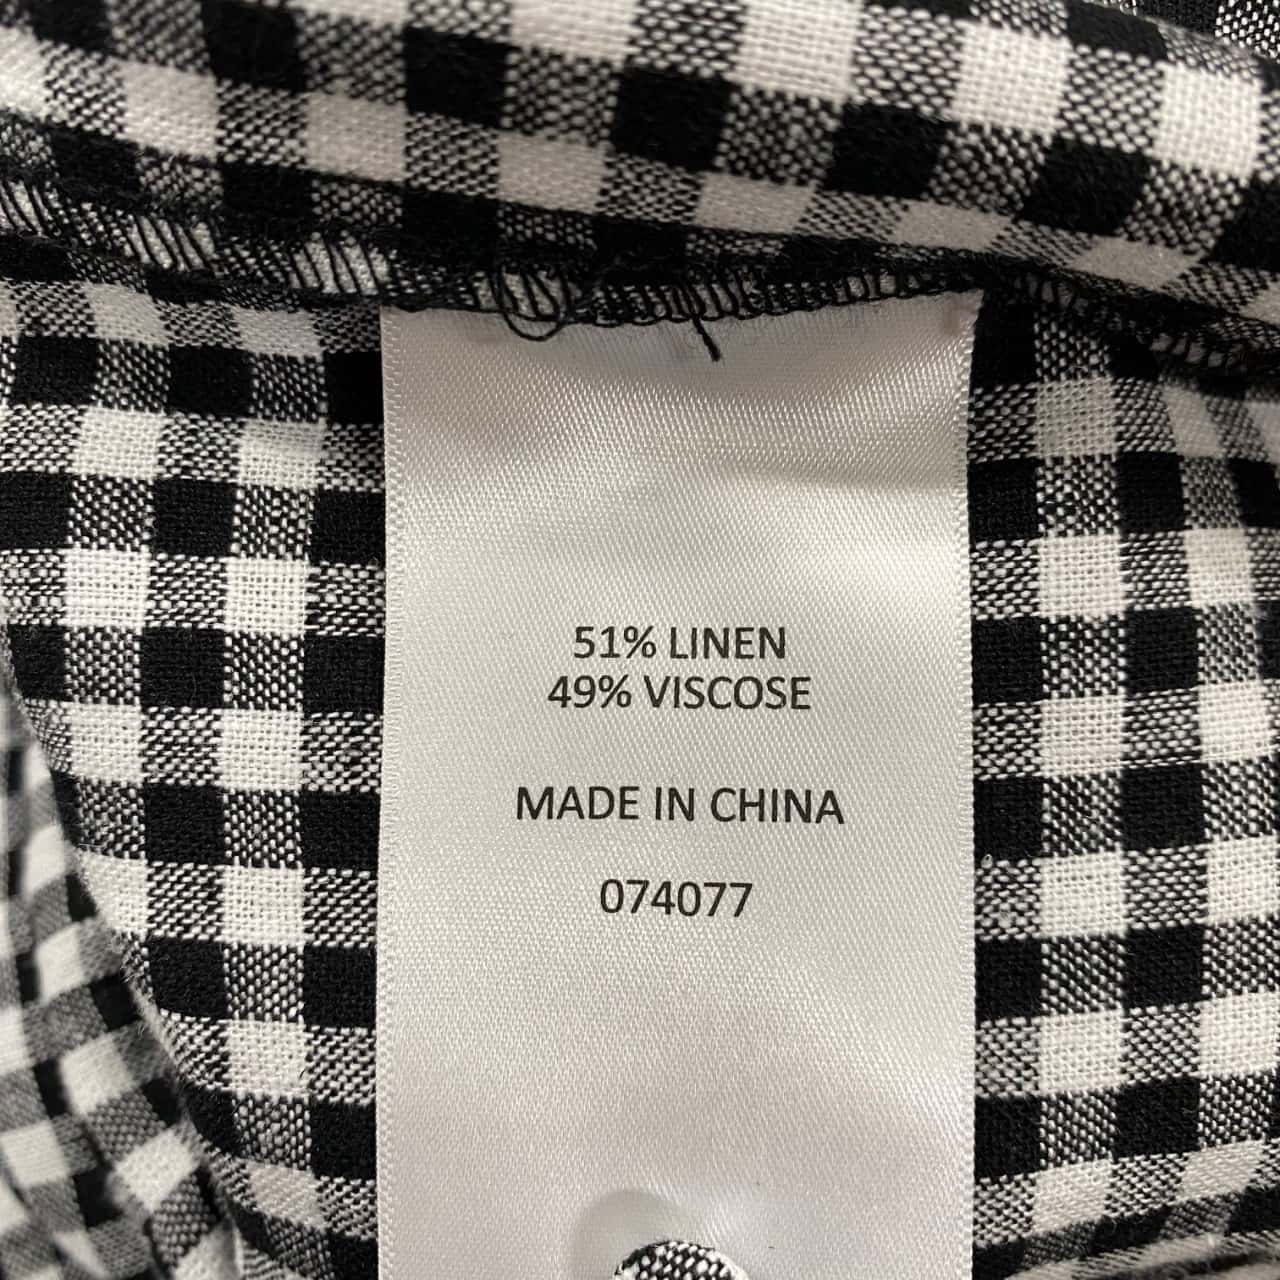 51% LINEN
49% VISCOSE
MADE IN CHINA
074077